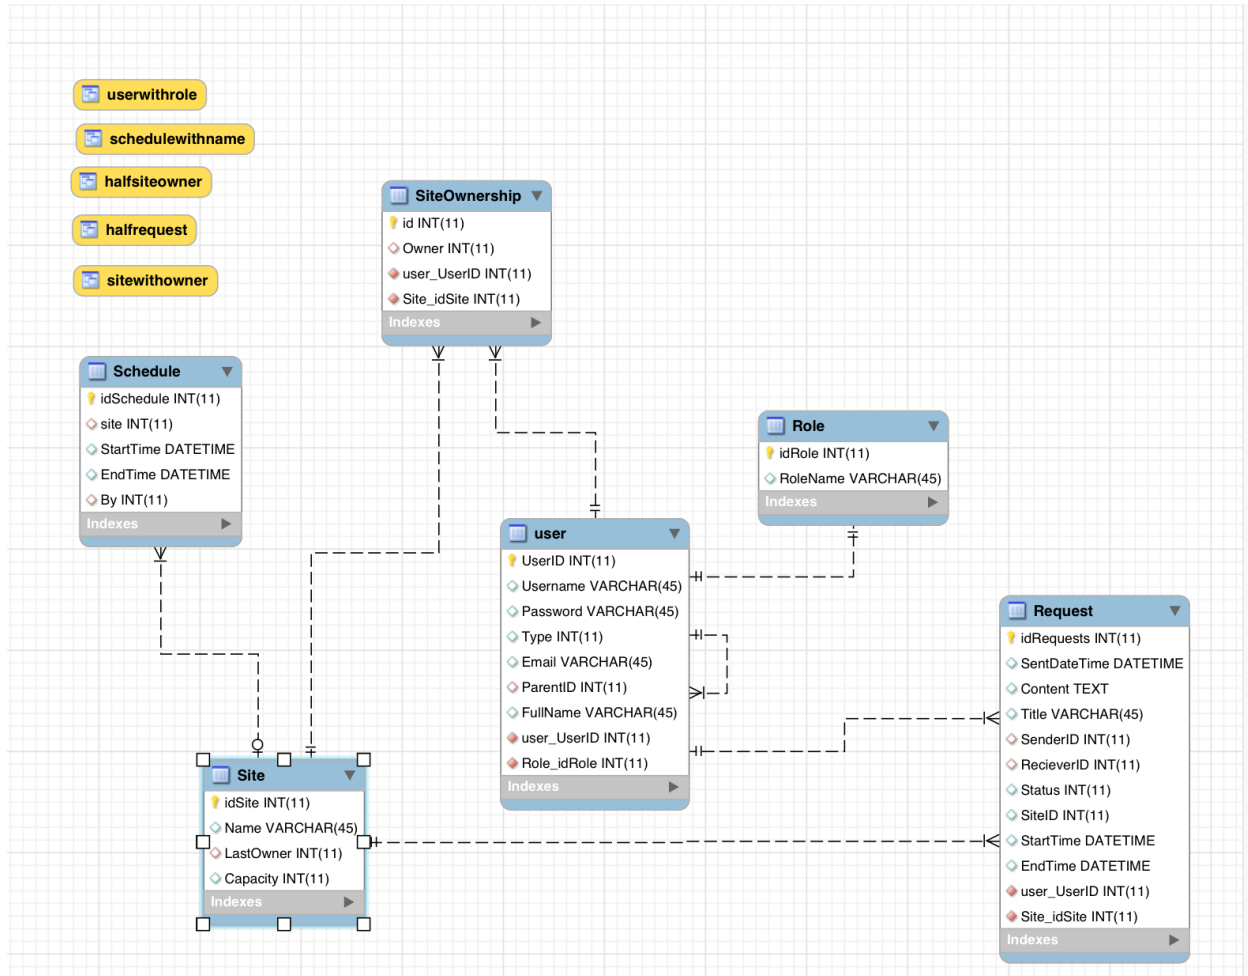 userwithrole
schedulewithname
halfsiteowner
halfrequest
sitewithowner
SiteOwnership
id INT(11)
Owner INT(11)
user_UserID INT(11)
Site_idSite INT(11)
Indexes
Schedule
idSchedule INT(11)
site INT(11)
StartTime DATETIME
EndTime DATETIME
By INT(11)
Indexes
Role
idRole INT(11)
RoleName VARCHAR(45)
Indexes
user
UserID INT(11)
Username VARCHAR(45)
Password VARCHAR(45)
Type INT(11)
Email VARCHAR(45)
ParentID INT(11)
FullName VARCHAR(45)
user_UserID INT(11)
Role_idRole INT(11)
Indexes
Request
idRequests INT(11)
SentDateTime DATETIME
Content TEXT
Title VARCHAR(45)
SenderID INT(11)
RecieverID INT(11)
Status INT(11)
SiteID INT(11)
StartTime DATETIME
EndTime DATETIME
user_UserID INT(11)
Site_idSite INT(11)
Indexes
Site
idSite INT(11)
Name VARCHAR(45)
LastOwner INT(11)
Capacity INT(11)
Indexes